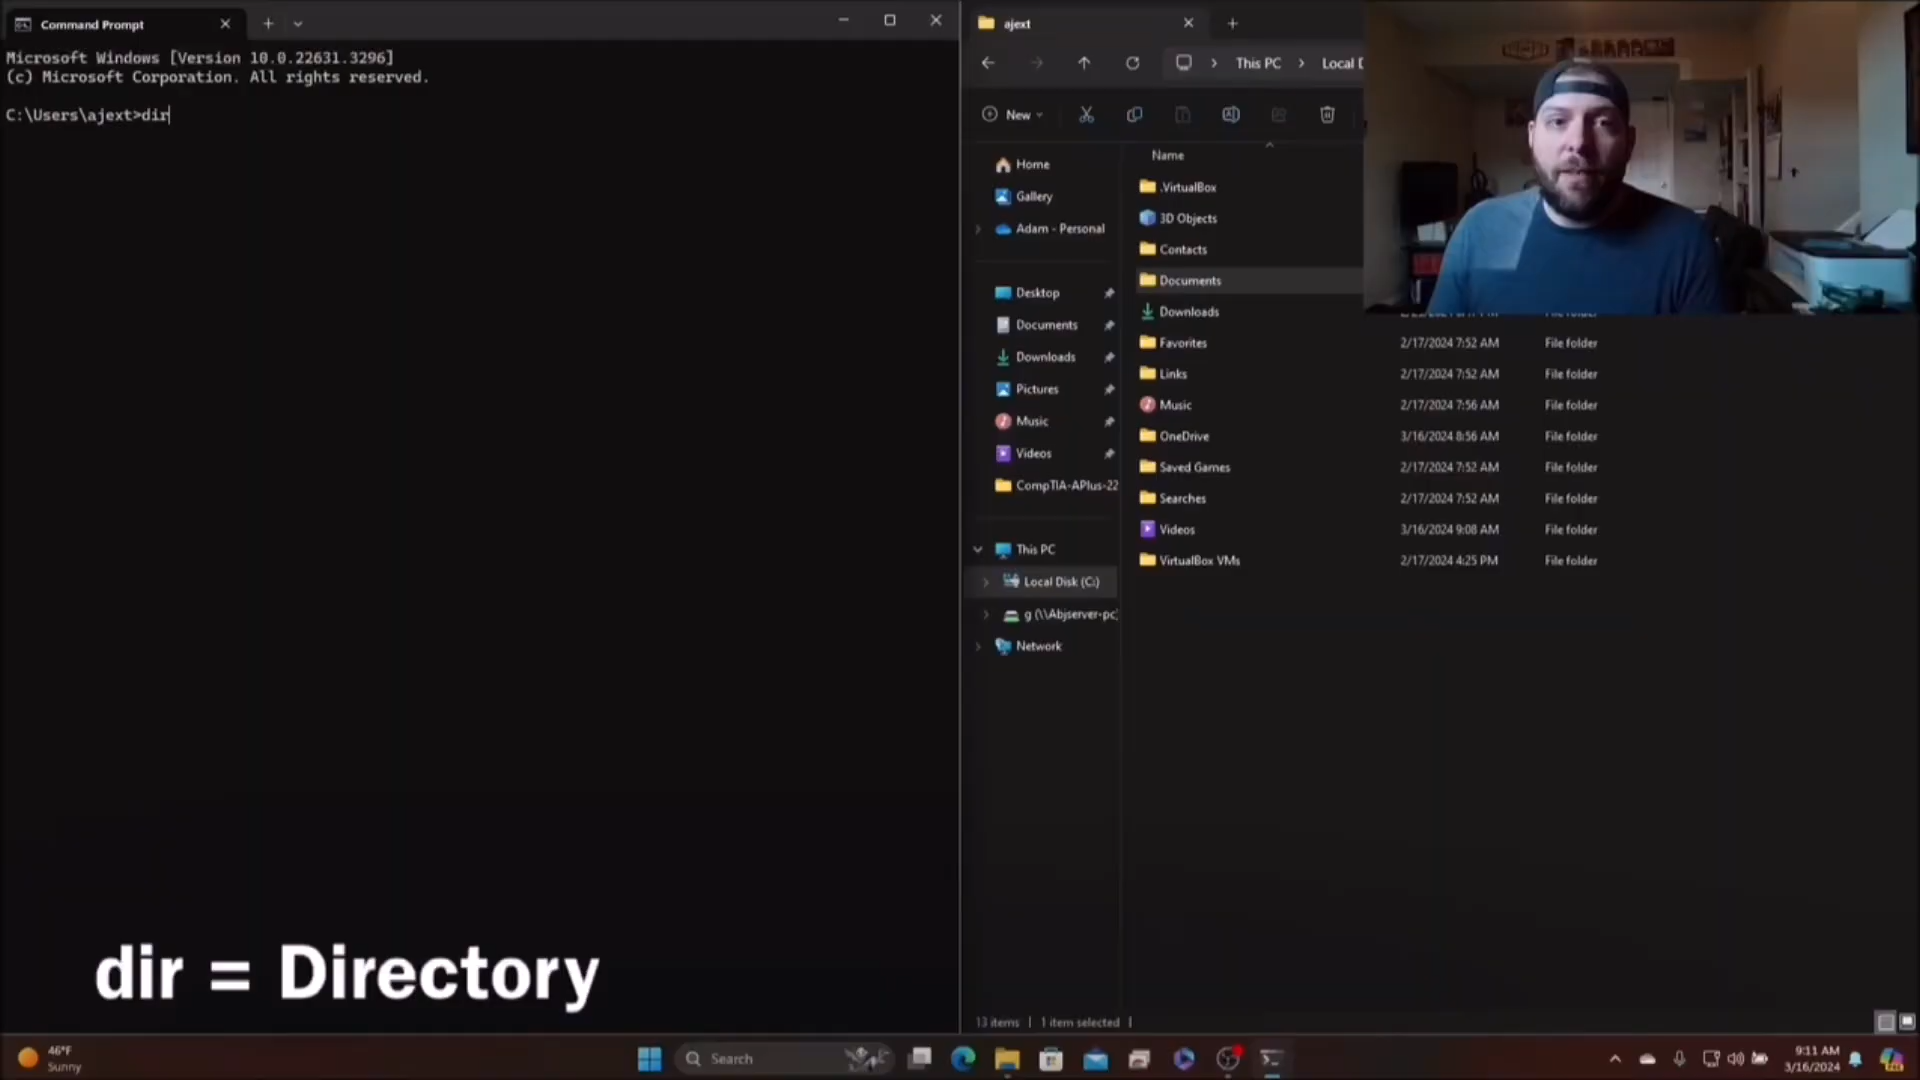 Command Prompt
Microsoft Windows [Version 10.0.22631.3296]
(c) Microsoft Corporation. All rights reserved.
C:\Users\ajext>dir
dir = Directory
ajext
This PC > Local D
New
Home
Gallery
Adam - Personal
Desktop
Documents
Downloads
Pictures
Music
Videos
CompTIA-APlus-22
This PC
Local Disk (C:)
g (\\Abjserver-pc)
Network
Name
.VirtualBox
3D Objects
Contacts
Documents
Downloads
Favorites 2/17/2024 7:52 AM File folder
Links 2/17/2024 7:52 AM File folder
Music 2/17/2024 7:56 AM File folder
OneDrive 3/16/2024 8:56 AM File folder
Saved Games 2/17/2024 7:52 AM File folder
Searches 2/17/2024 7:52 AM File folder
Videos 3/16/2024 9:08 AM File folder
VirtualBox VMs 2/17/2024 4:25 PM File folder
13 items | 1 item selected |
46°F
Sunny
Search
9:11 AM
3/16/2024